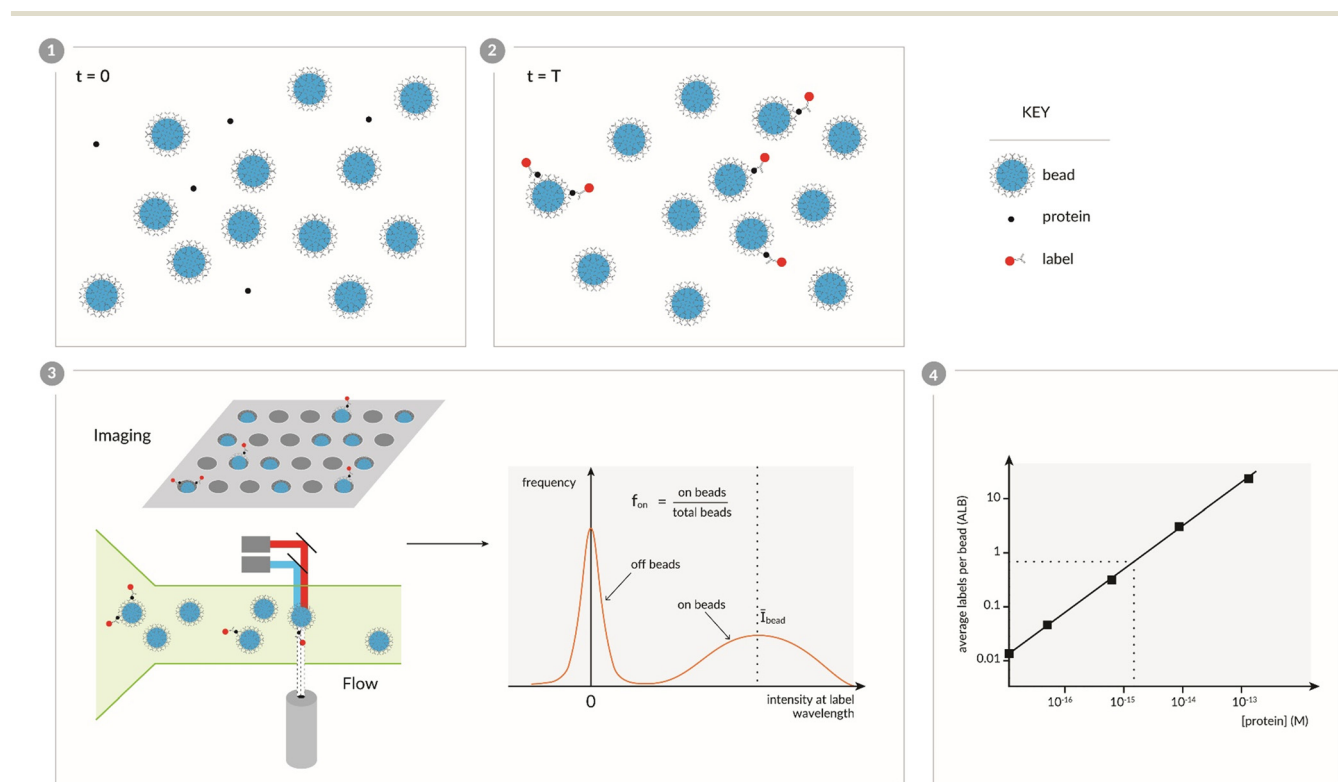 1
t = 0
2
t = T
KEY
bead
protein
label
3
Imaging
Flow
frequency
f_on = on beads / total beads
off beads
on beads
Ī_bead
0
intensity at label
wavelength
4
average labels per bead (ALB)
10
1
0.1
0.01
10⁻¹⁶
10⁻¹⁵
10⁻¹⁴
10⁻¹³
[protein] (M)